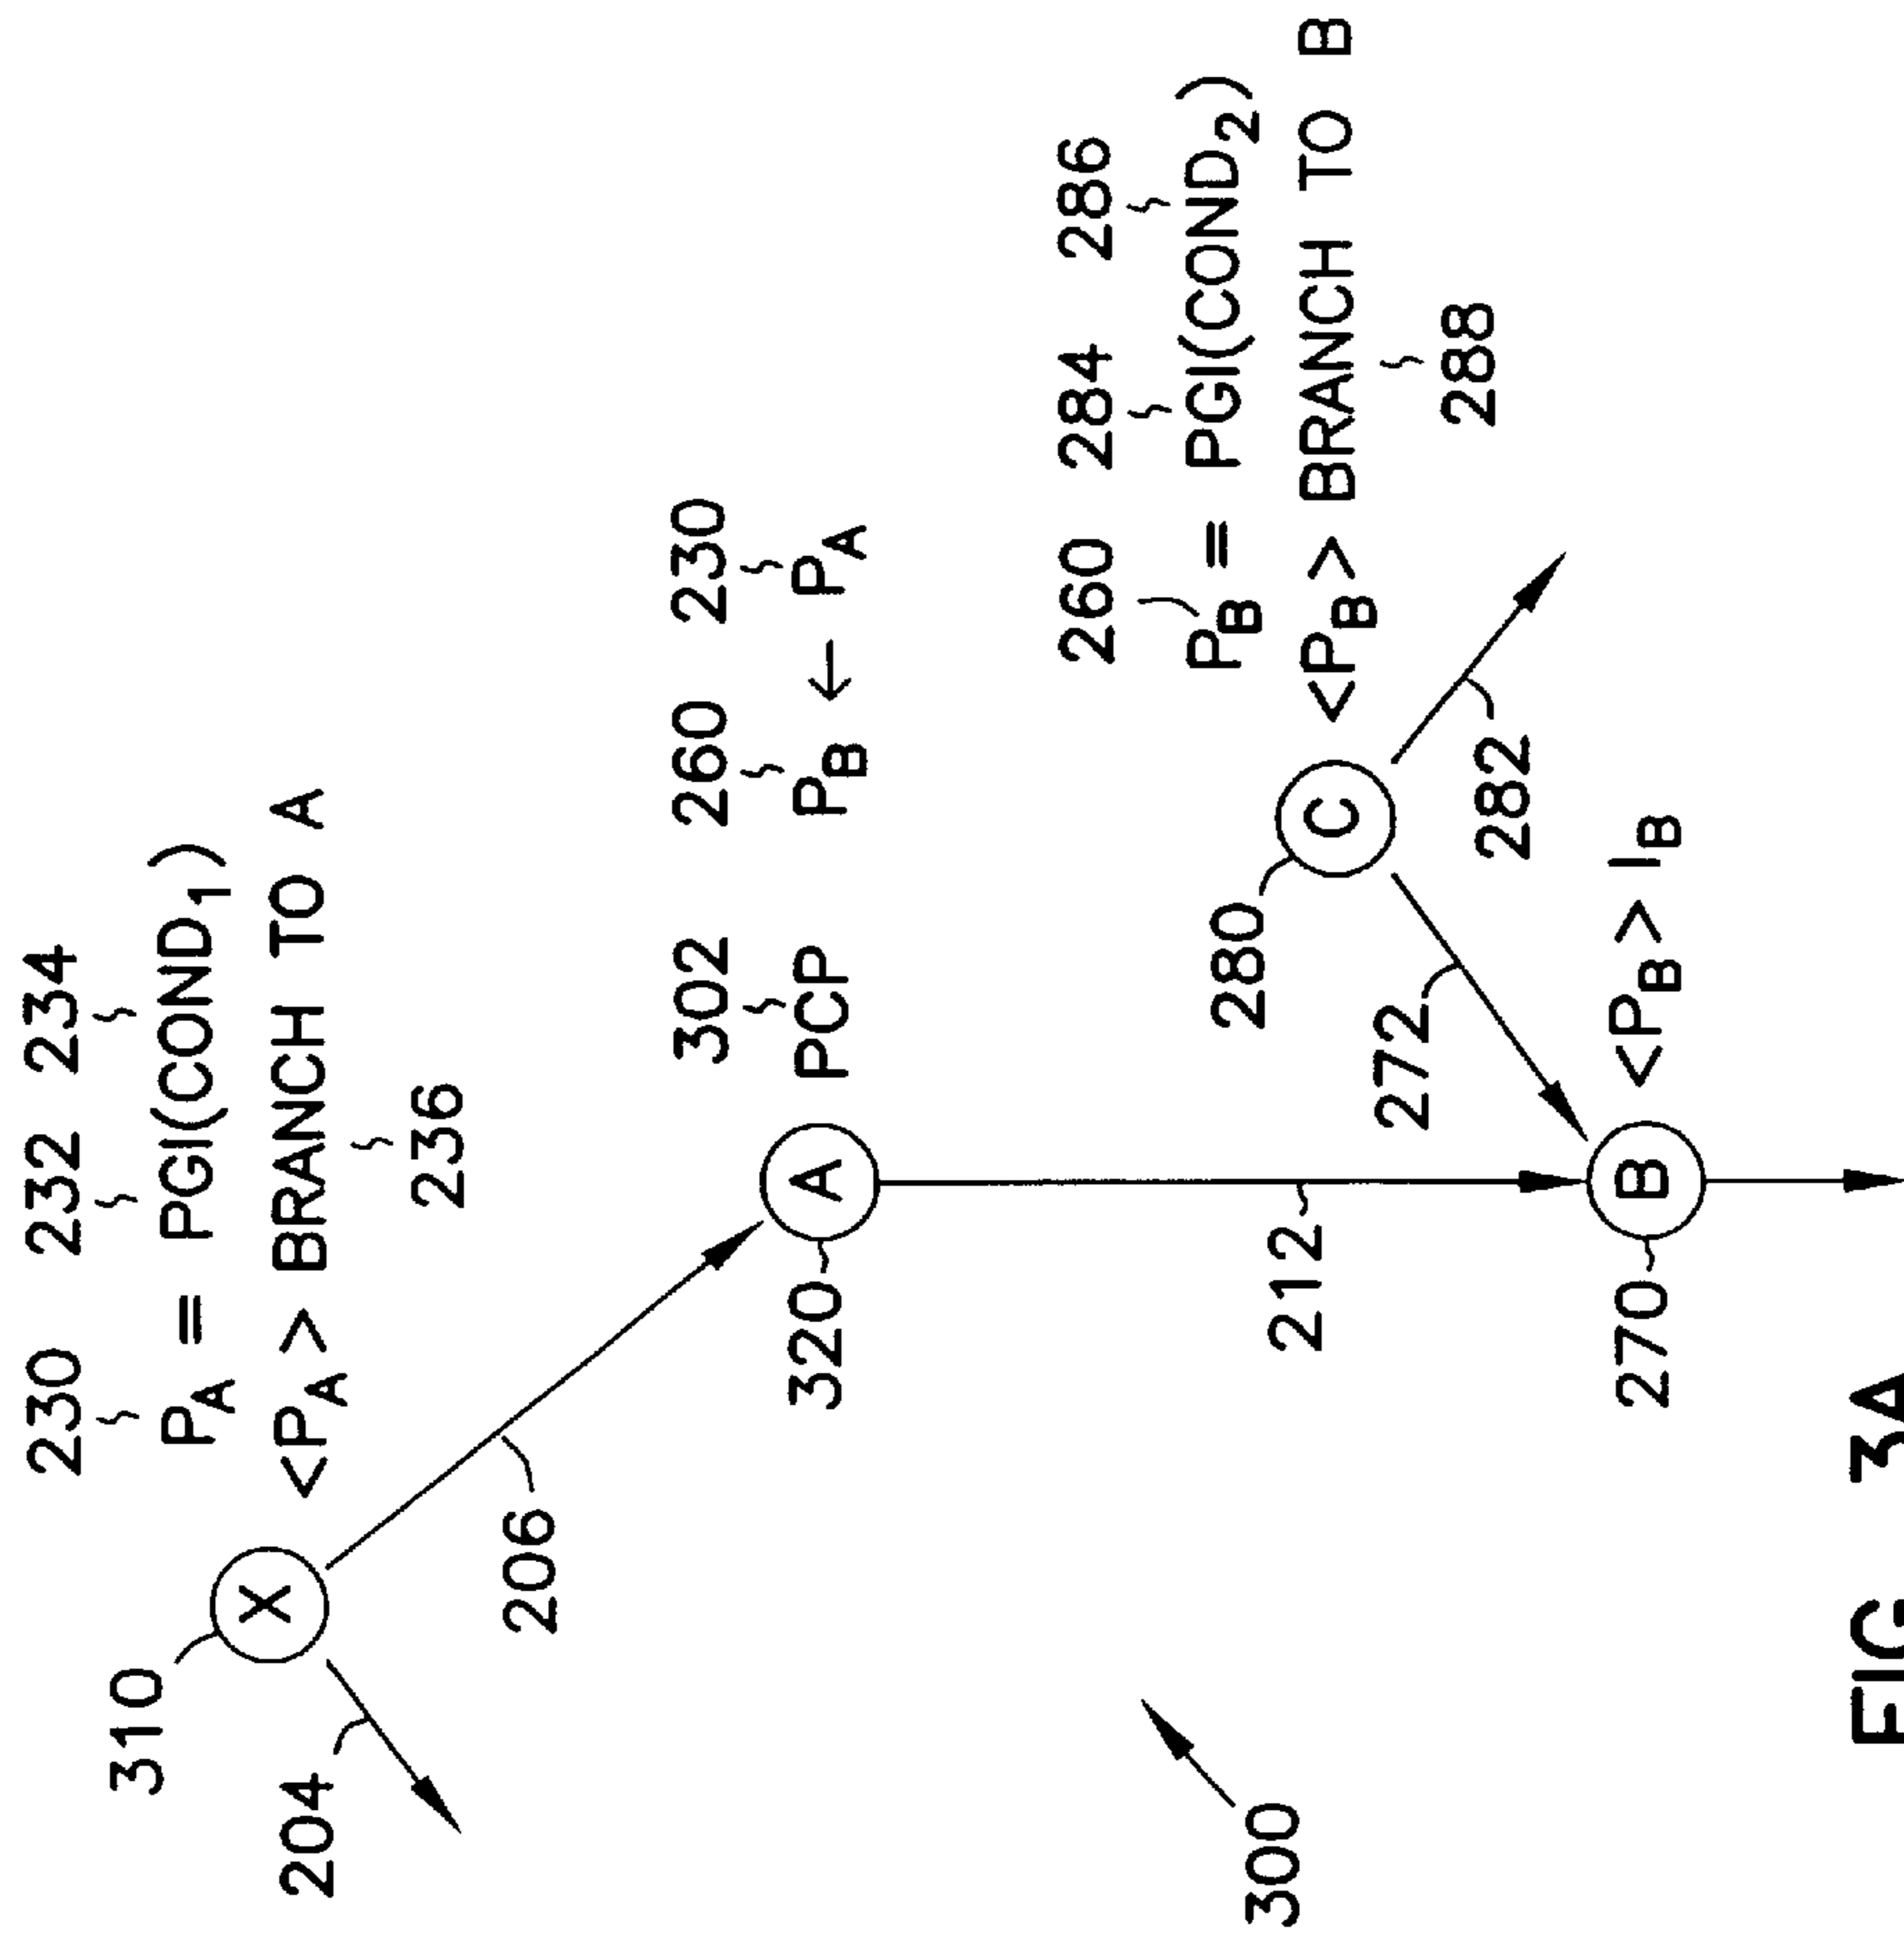 230 232 234
P_A = PGI(COND_1)
310
X <P_A> BRANCH TO A
204
236
206
302 260 230
PCP P_B ← P_A
320 A
260 284 286
P_B = PGI(COND_2)
280
C <P_B> BRANCH TO B
288
272
282
212
300
270 B <P_B> I_B
FIG 3A